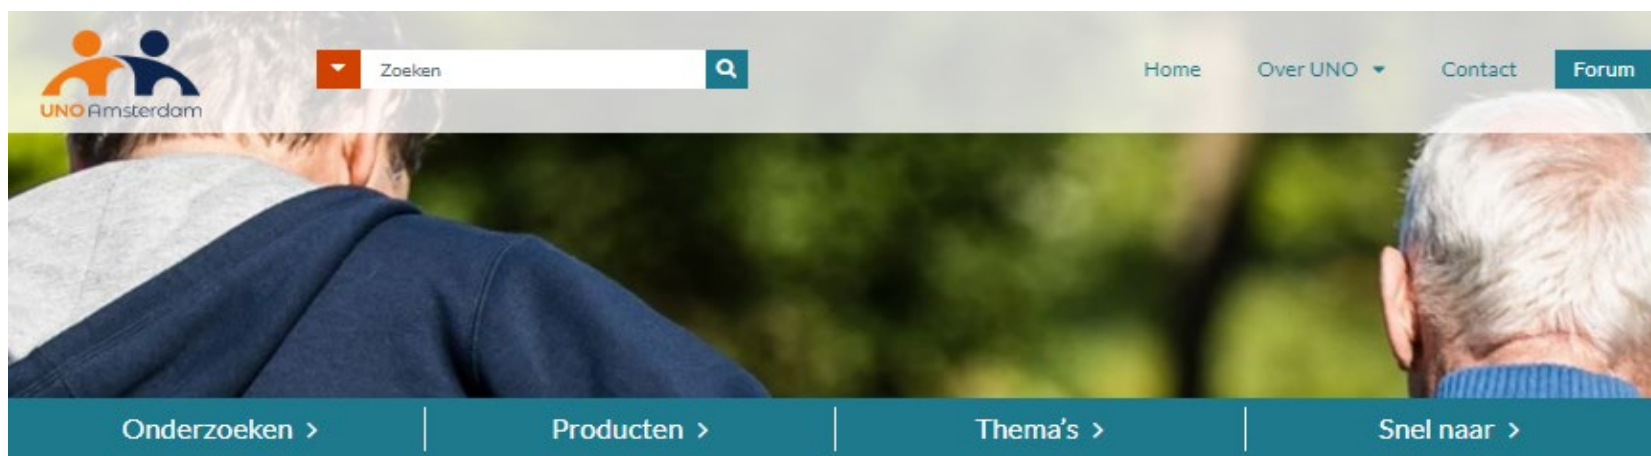 UNO Amsterdam
Zoeken
Home
Over UNO
Contact
Forum
Onderzoeken >
Producten >
Thema's >
Snel naar >